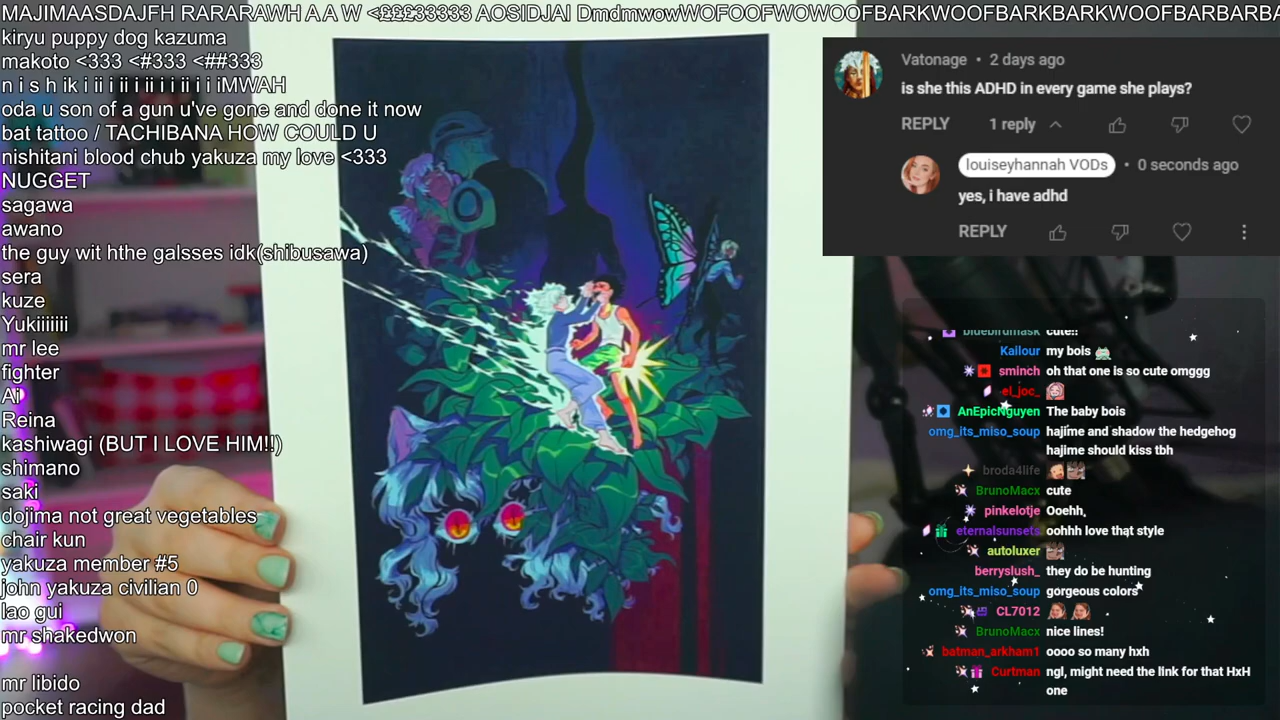 MAJIMAASDAJFH RARARAWH A A W <£££33333 AOSIDJAI DmdmwowWOFOOFWOWOOFBARKWOOFBARKBARKWOOFBARBARBA
kiryu puppy dog kazuma
makoto <333 <#333 <##333
n i s h ik i ii i ii i ii i ii i i iMWAH
oda u son of a gun u've gone and done it now
bat tattoo / TACHIBANA HOW COULD U
nishitani blood chub yakuza my love <333
NUGGET
sagawa
awano
the guy wit hthe galsses idk(shibusawa)
sera
kuze
Yukiiiiiii
mr lee
fighter
Ai
Reina
kashiwagi (BUT I LOVE HIM!!)
shimano
saki
dojima not great vegetables
chair kun
yakuza member #5
john yakuza civilian 0
lao gui
mr shakedwon
mr libido
pocket racing dad
Vatonage • 2 days ago
is she this ADHD in every game she plays?
REPLY 1 reply
louiseyhannah VODs • 0 seconds ago
yes, i have adhd
REPLY
bluebirdmask cute!!
Kailour my bois
sminch oh that one is so cute omggg
el_joc_
AnEpicNguyen The baby bois
omg_its_miso_soup hajime and shadow the hedgehog
hajime should kiss tbh
broda4life
BrunoMacx cute
pinkelotje Ooehh,
eternalsunsets oohhh love that style
autoluxer
berryslush_ they do be hunting
omg_its_miso_soup gorgeous colors
CL7012
BrunoMacx nice lines!
batman_arkham1 oooo so many hxh
Curtman ngl, might need the link for that HxH
one